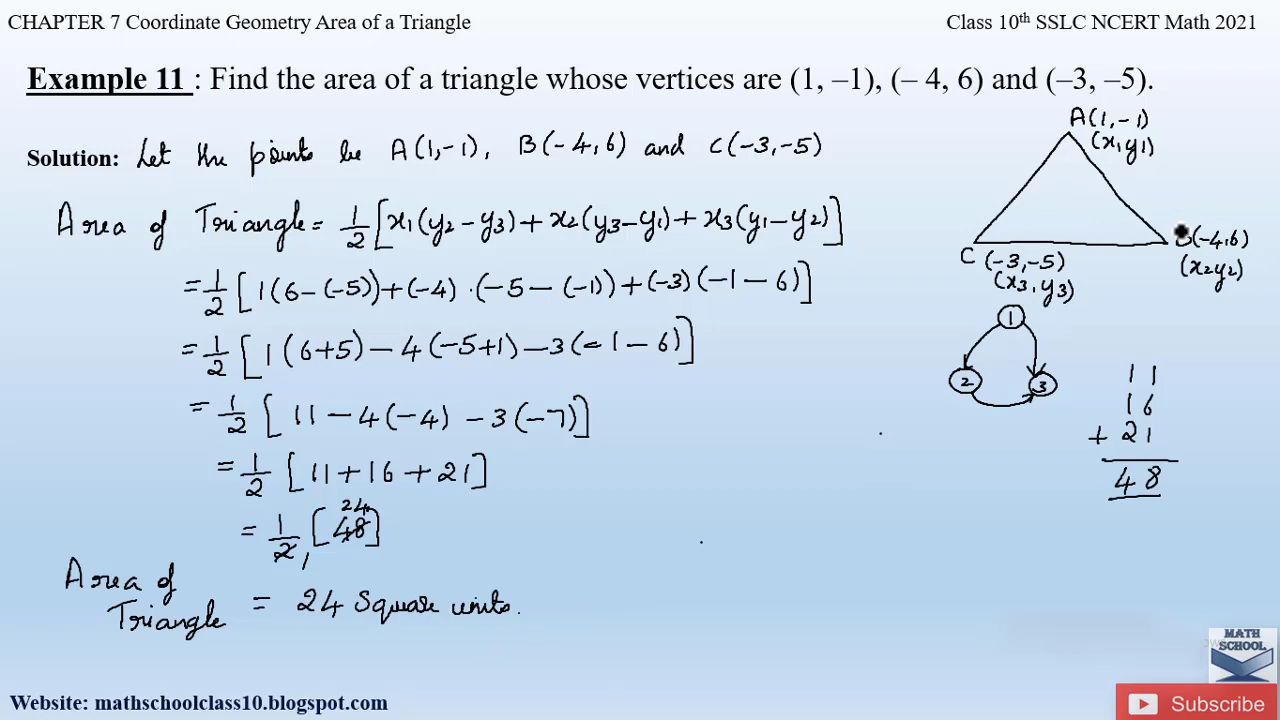 CHAPTER 7 Coordinate Geometry Area of a Triangle
Class 10th SSLC NCERT Math 2021
Example 11 : Find the area of a triangle whose vertices are (1, –1), (– 4, 6) and (–3, –5).
Solution: Let the points be A(1,-1), B(-4,6) and C(-3,-5)
A(1,-1)
(x1y1)
Area of Triangle = 1/2 [x1(y2-y3)+x2(y3-y1)+x3(y1-y2)]
(-4,6)
(x2y2)
C (-3,-5)
(x3,y3)
= 1/2 [1(6-(-5))+(-4).(-5-(-1))+(-3)(-1-6)]
= 1/2 [1(6+5)-4(-5+1)-3(-1-6)]
1
2
3
= 1/2 [11-4(-4)-3(-7)]
= 1/2 [11+16+21]
11
16
+ 21
48
24
= 1/2 [48]
1
Area of
Triangle = 24 Square units.
MATH
SCHOOL
Website: mathschoolclass10.blogspot.com
Subscribe